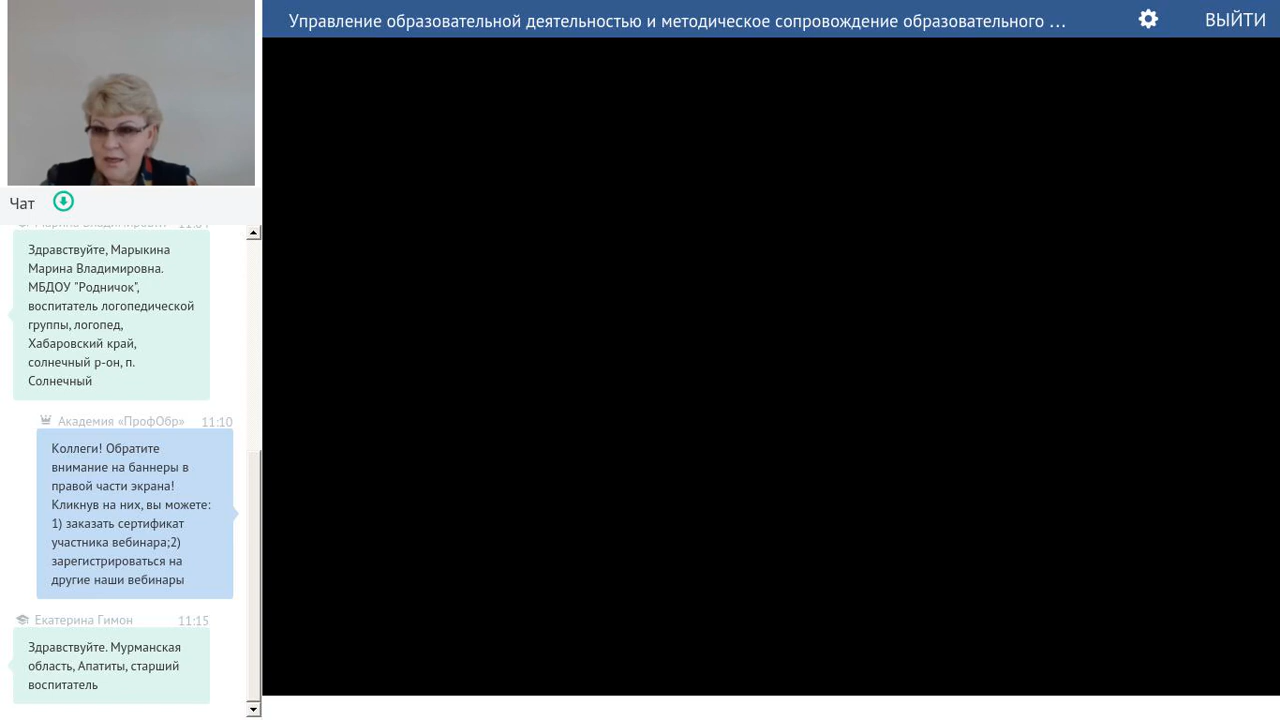 Управление образовательной деятельностью и методическое сопровождение образовательного ...
ВЫЙТИ
Чат
Здравствуйте, Марыкина
Марина Владимировна.
МБДОУ "Родничок",
воспитатель логопедической
группы, логопед,
Хабаровский край,
солнечный р-он, п.
Солнечный
Академия «ПрофОбр» 11:10
Коллеги! Обратите
внимание на баннеры в
правой части экрана!
Кликнув на них, вы можете:
1) заказать сертификат
участника вебинара;2)
зарегистрироваться на
другие наши вебинары
Екатерина Гимон 11:15
Здравствуйте. Мурманская
область, Апатиты, старший
воспитатель